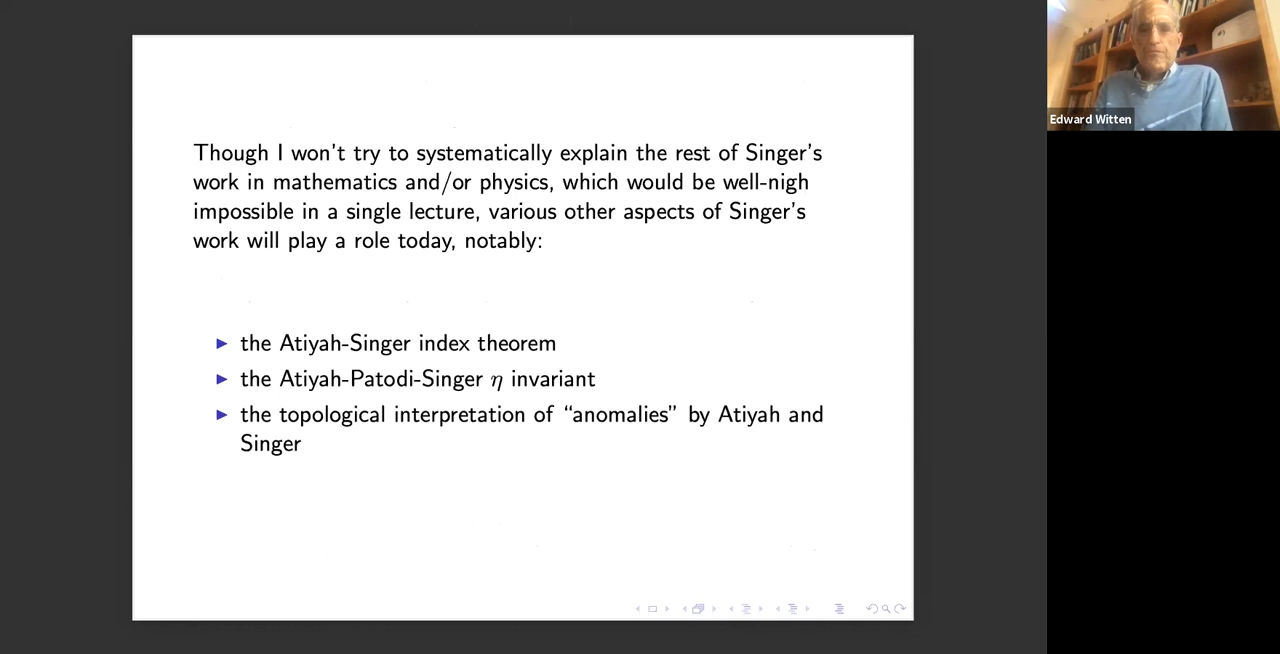 Though I won't try to systematically explain the rest of Singer's
work in mathematics and/or physics, which would be well-nigh
impossible in a single lecture, various other aspects of Singer's
work will play a role today, notably:
the Atiyah-Singer index theorem
the Atiyah-Patodi-Singer η invariant
the topological interpretation of “anomalies” by Atiyah and
Singer
Edward Witten